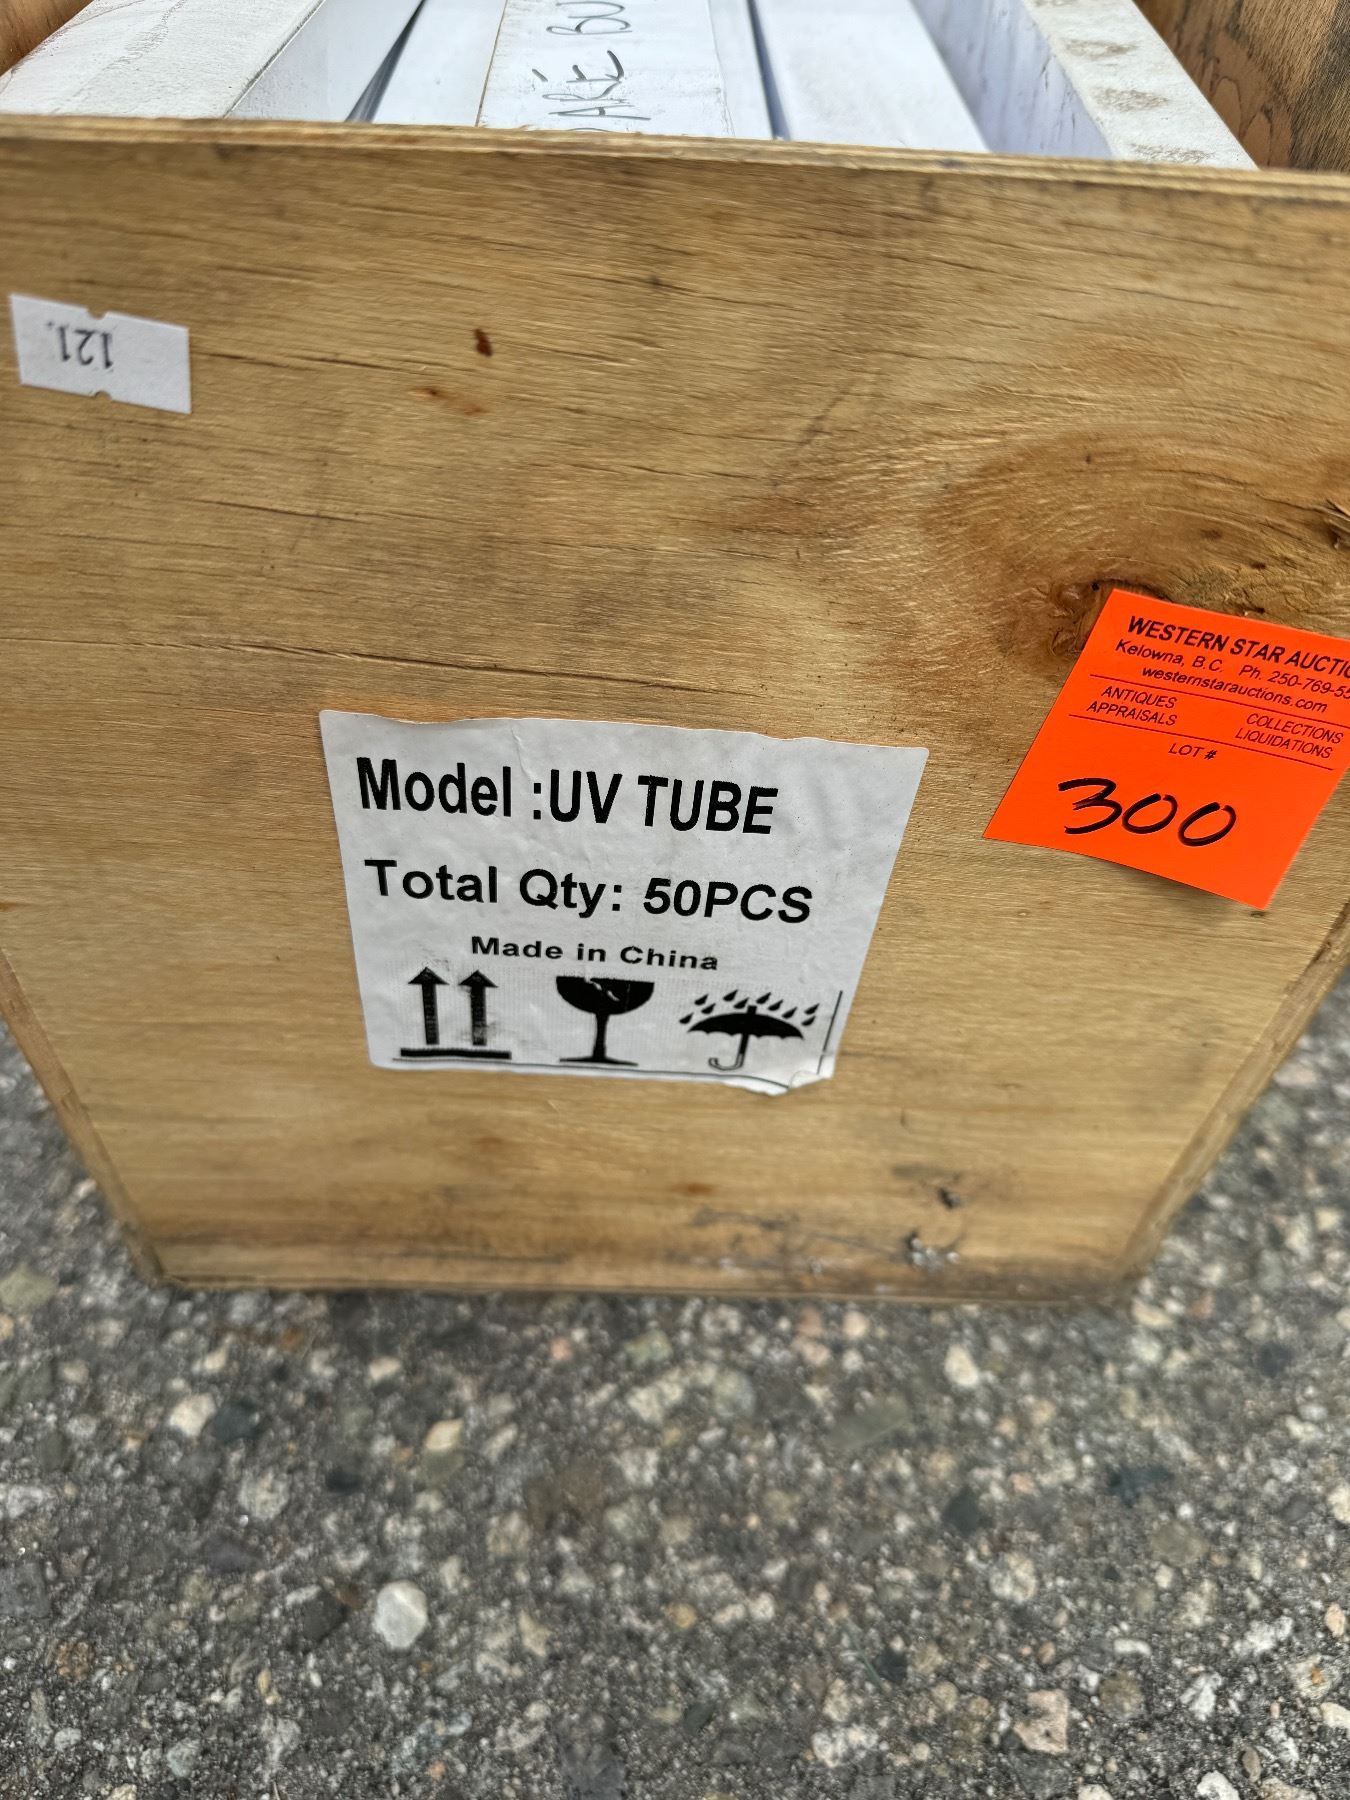 121.
WESTERN STAR AUCTIO
Kelowna, B.C. Ph. 250-769-55
westernstarauctions.com
ANTIQUES COLLECTIONS
APPRAISALS LIQUIDATIONS
LOT #
300
Model :UV TUBE
Total Qty: 50PCS
Made in China